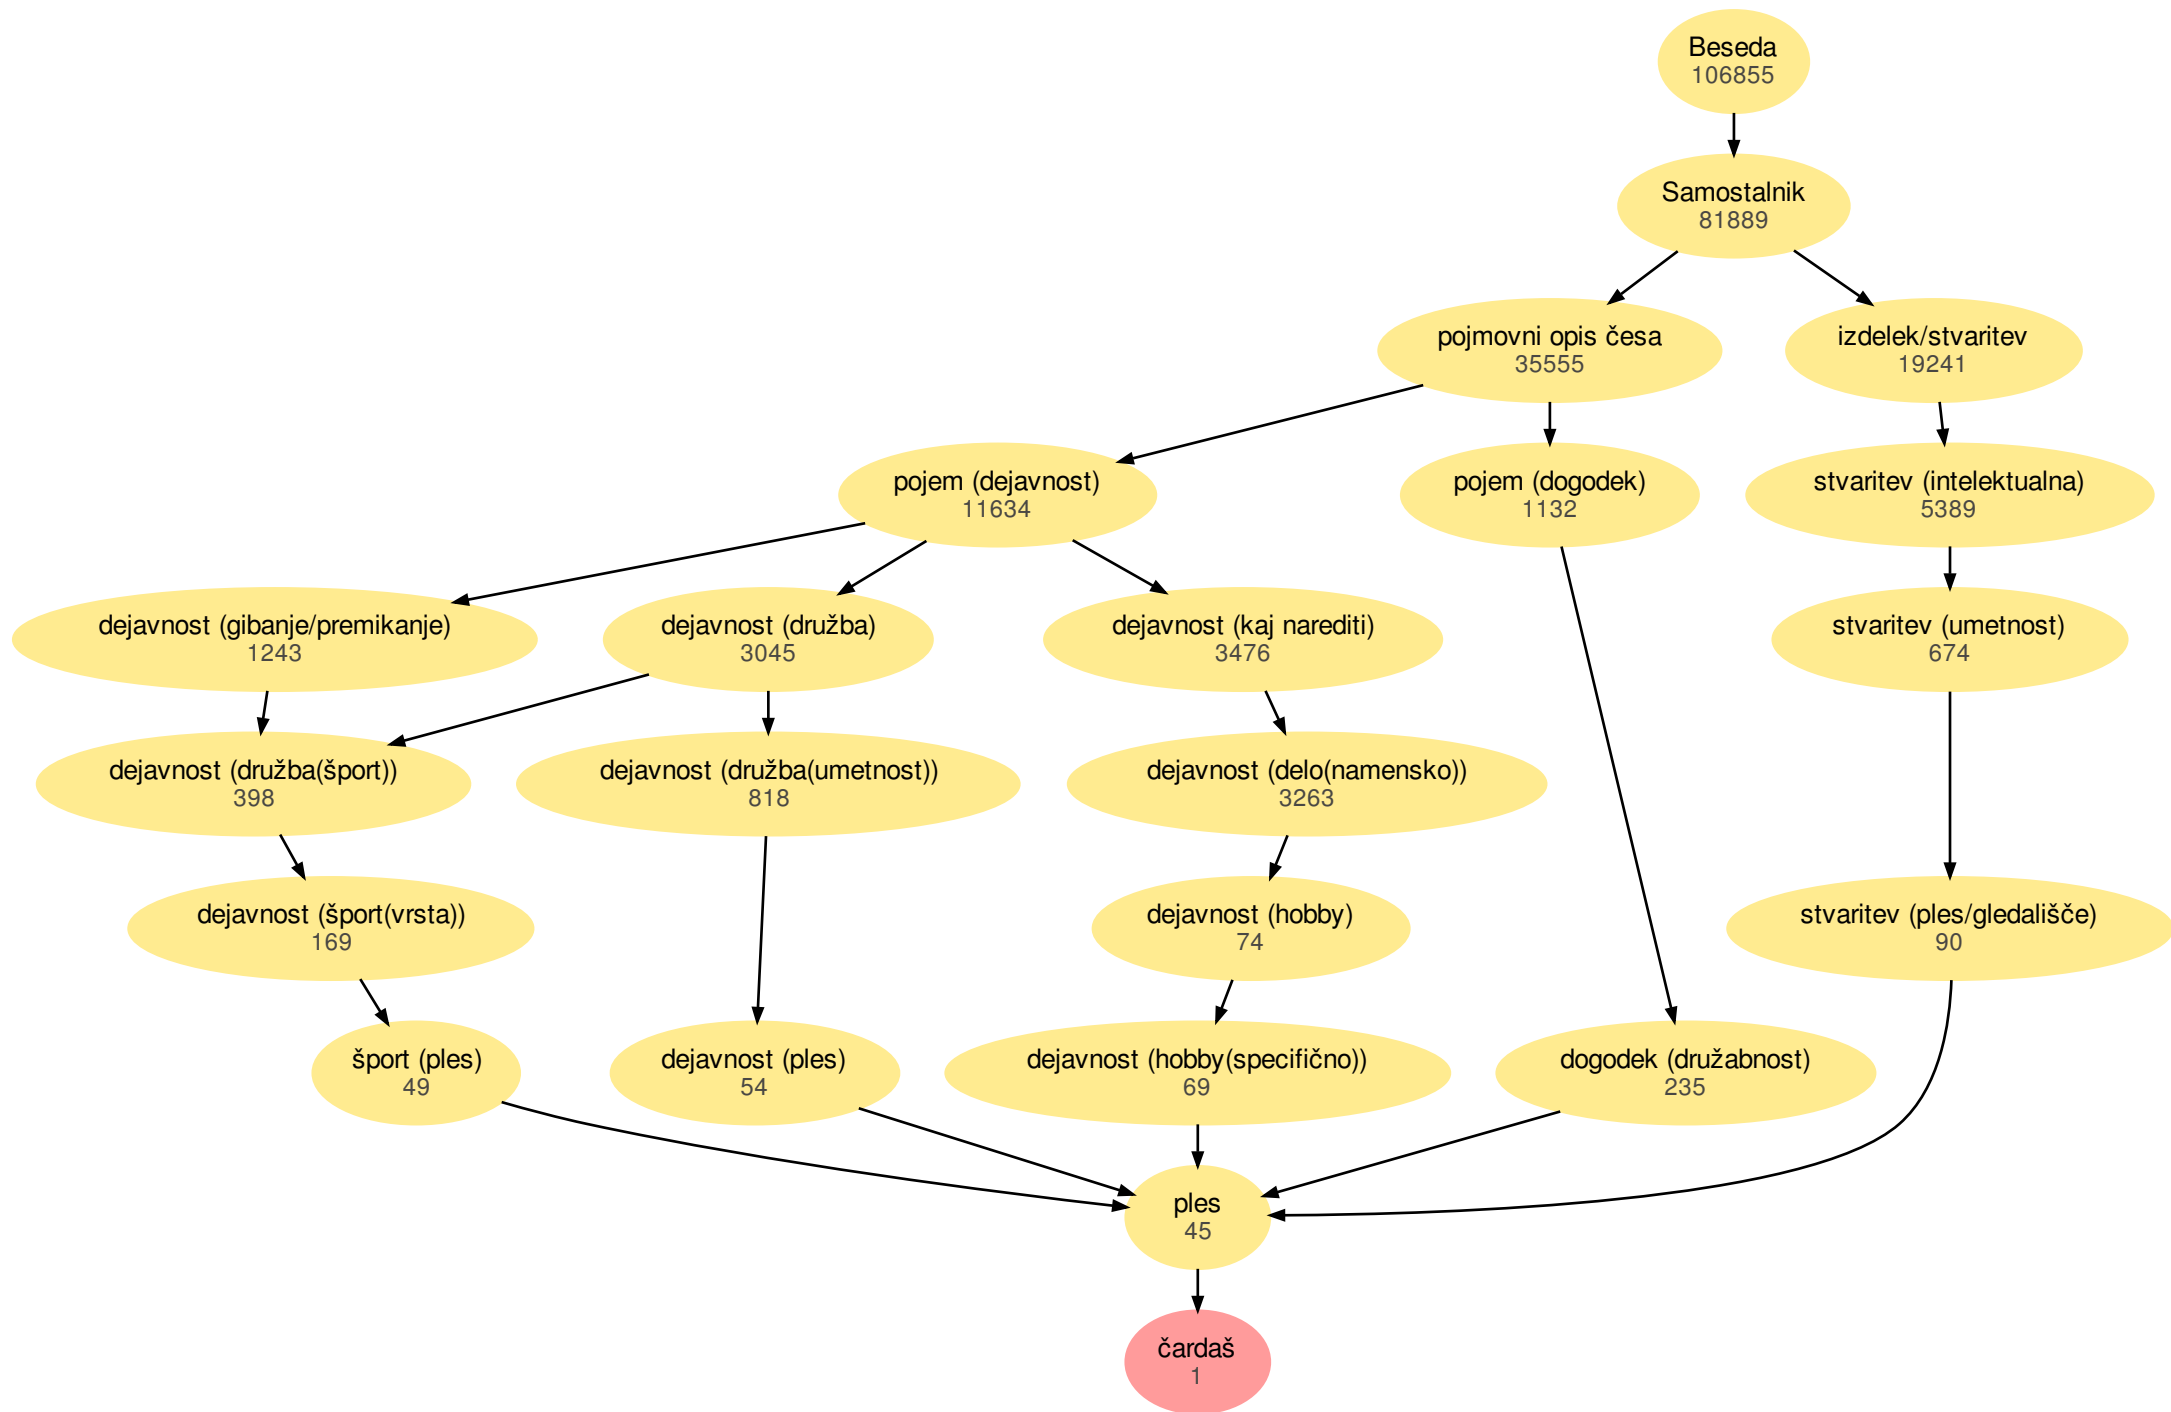 Beseda
106855
Samostalnik
81889
pojmovni opis česa
35555
izdelek/stvaritev
19241
pojem (dejavnost)
11634
pojem (dogodek)
1132
stvaritev (intelektualna)
5389
dejavnost (gibanje/premikanje)
1243
dejavnost (družba)
3045
dejavnost (kaj narediti)
3476
stvaritev (umetnost)
674
dejavnost (družba(šport))
398
dejavnost (družba(umetnost))
818
dejavnost (delo(namensko))
3263
dejavnost (šport(vrsta))
169
dejavnost (hobby)
74
stvaritev (ples/gledališče)
90
šport (ples)
49
dejavnost (ples)
54
dejavnost (hobby(specifično))
69
dogodek (družabnost)
235
ples
45
čardaš
1